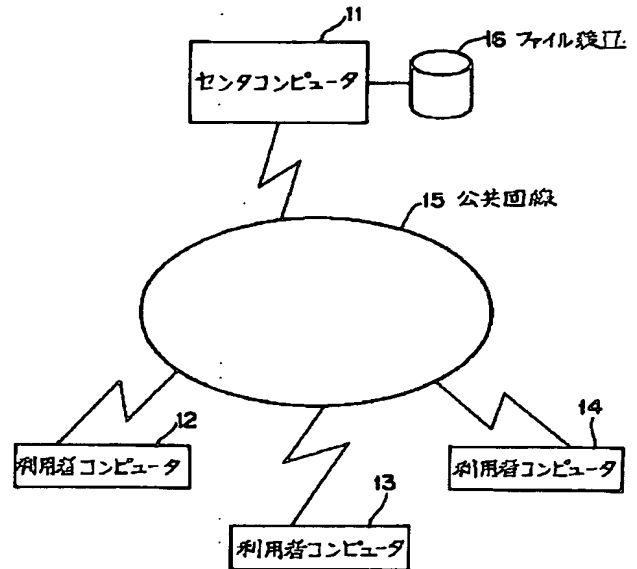 11
16 ファイル装置
センタコンピュータ
15 公共回線
12
利用者コンピュータ
14
利用者コンピュータ
13
利用者コンピュータ